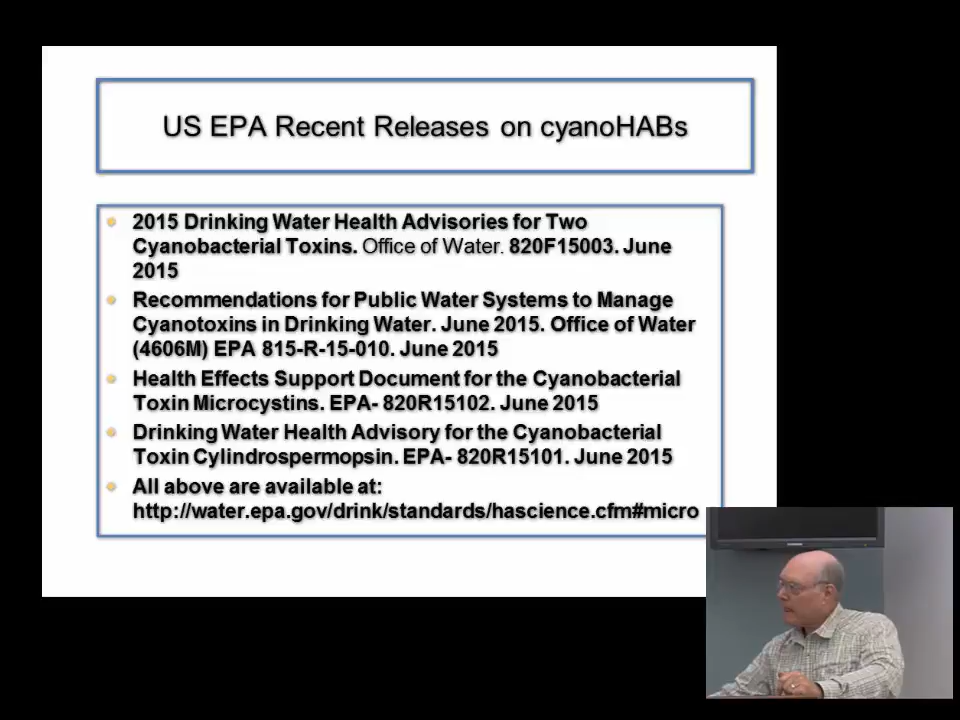 US EPA Recent Releases on cyanoHABs
2015 Drinking Water Health Advisories for Two
Cyanobacterial Toxins. Office of Water. 820F15003. June
2015
Recommendations for Public Water Systems to Manage
Cyanotoxins in Drinking Water. June 2015. Office of Water
(4606M) EPA 815-R-15-010. June 2015
Health Effects Support Document for the Cyanobacterial
Toxin Microcystins. EPA- 820R15102. June 2015
Drinking Water Health Advisory for the Cyanobacterial
Toxin Cylindrospermopsin. EPA- 820R15101. June 2015
All above are available at:
http://water.epa.gov/drink/standards/hascience.cfm#micro